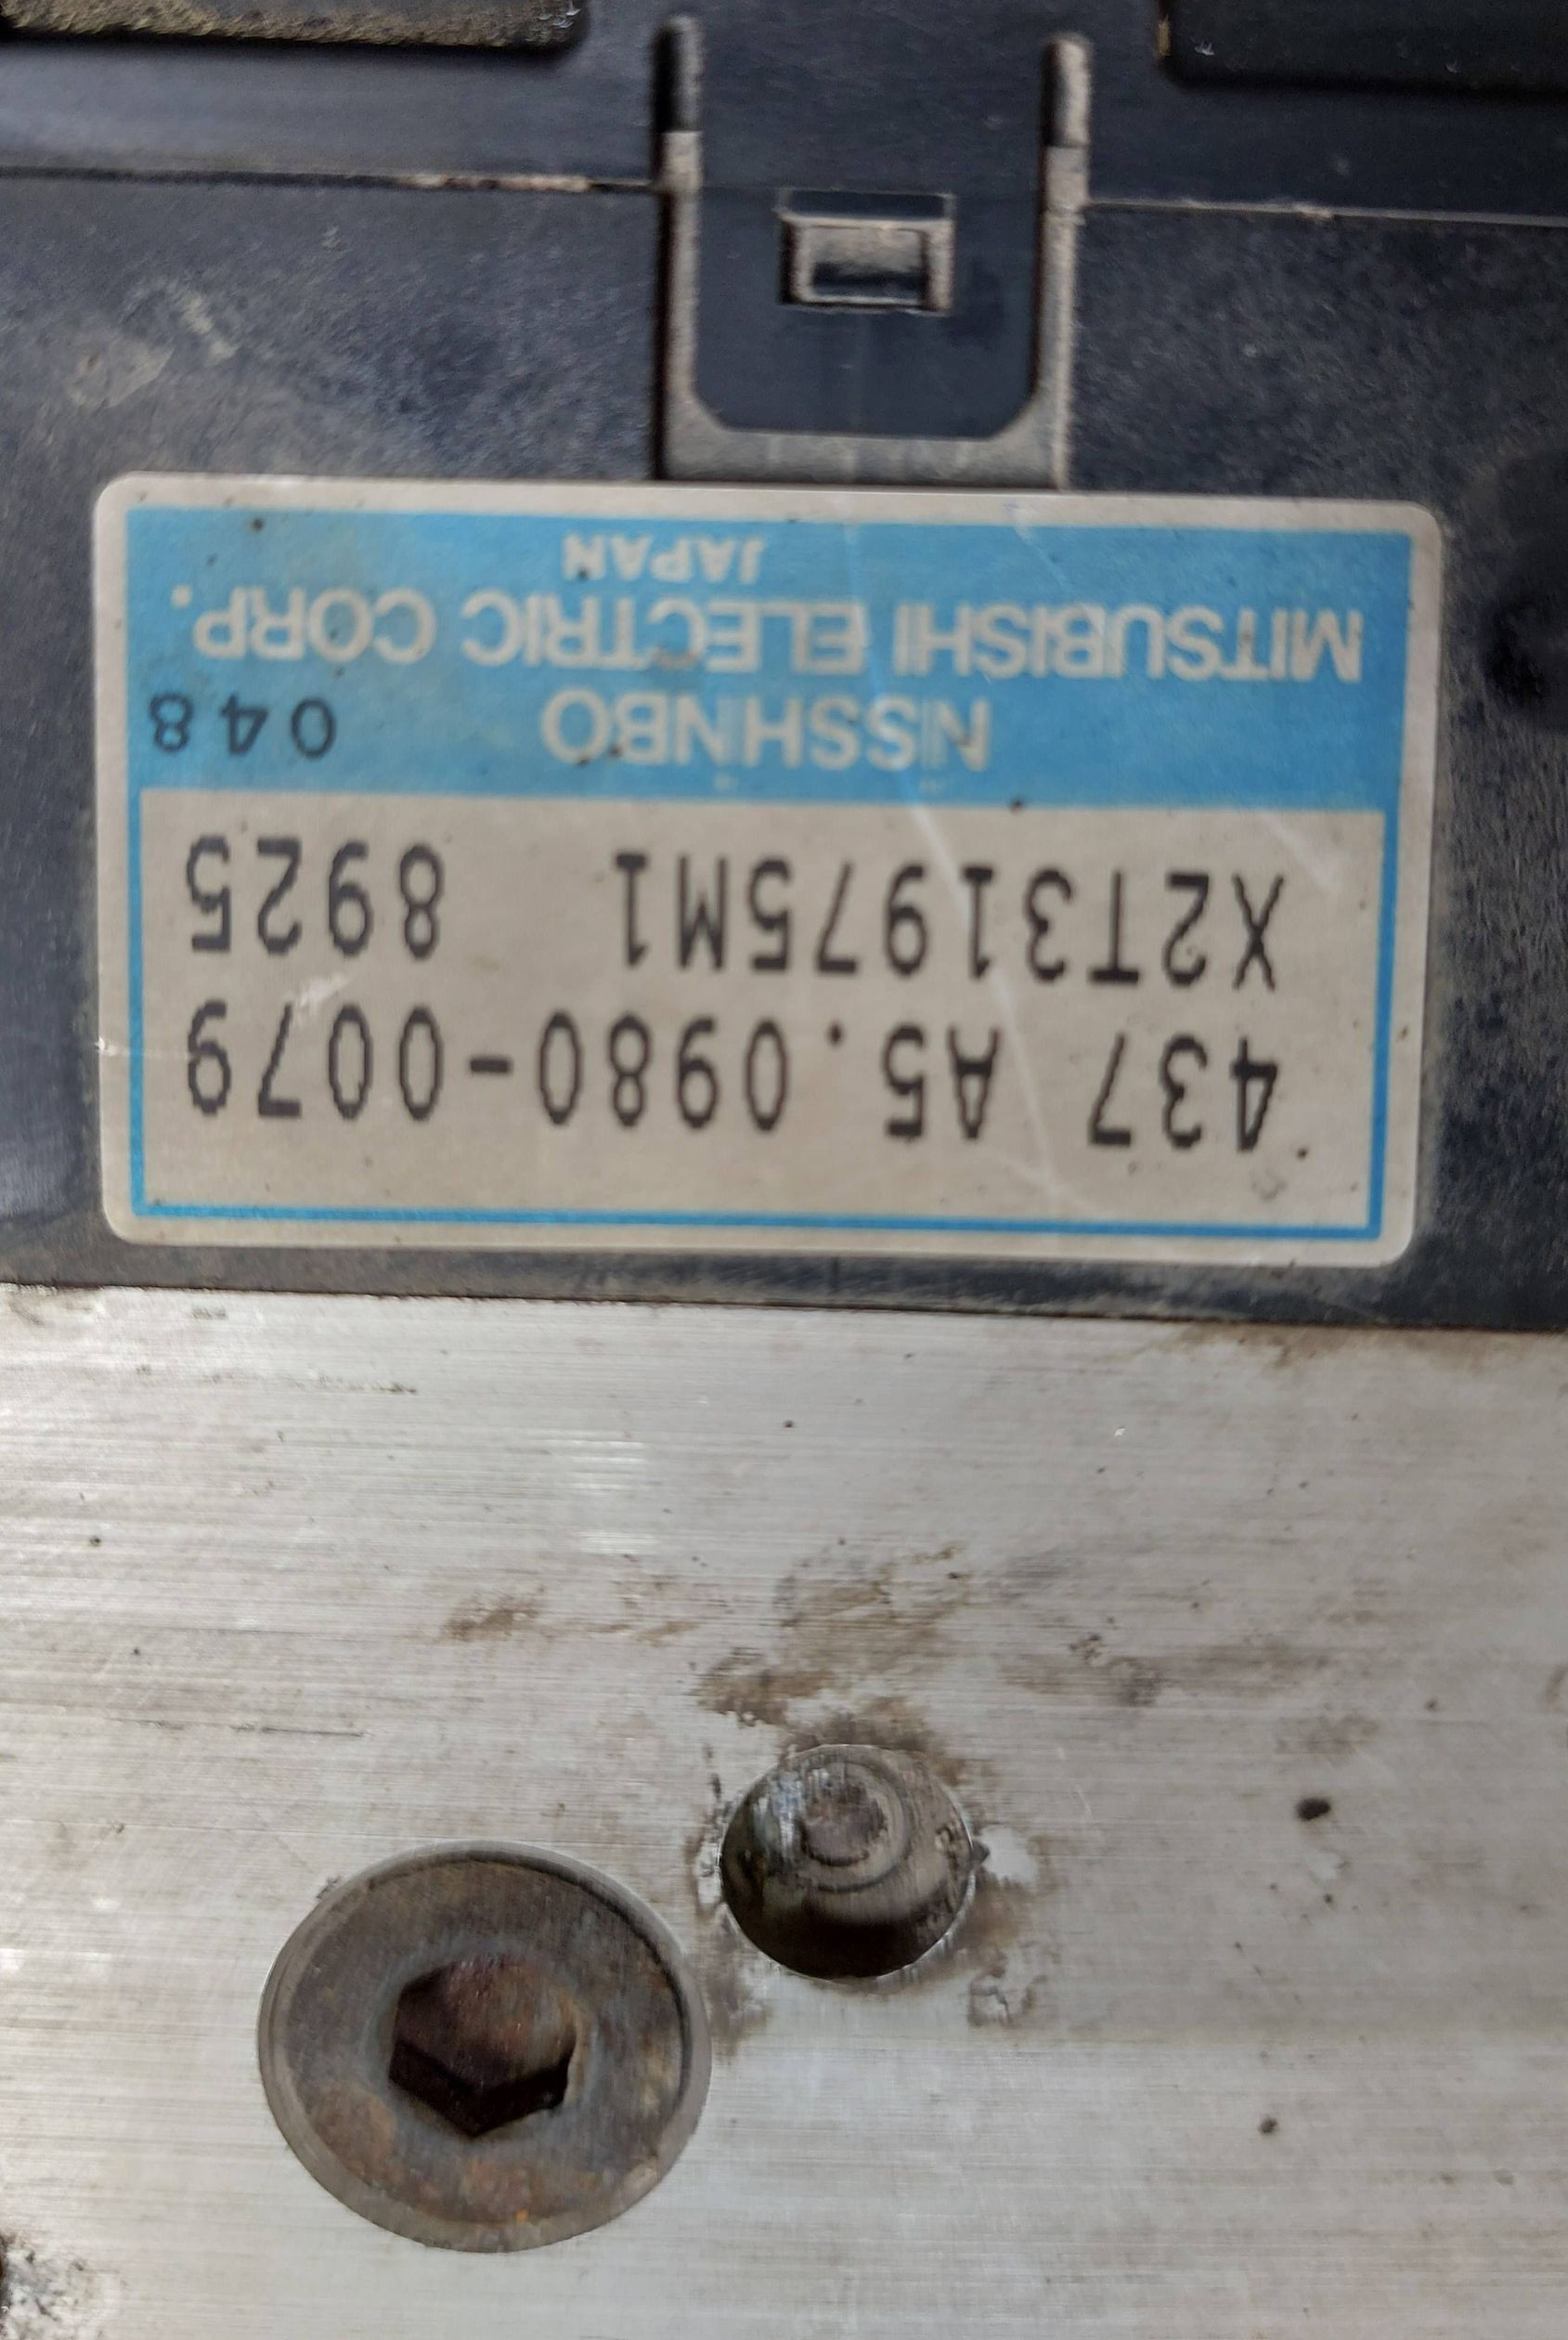 437 A5.0980-0079
X2T31975M1 8925
NISSHINBO 048
MITSUBISHI ELECTRIC CORP.
JAPAN